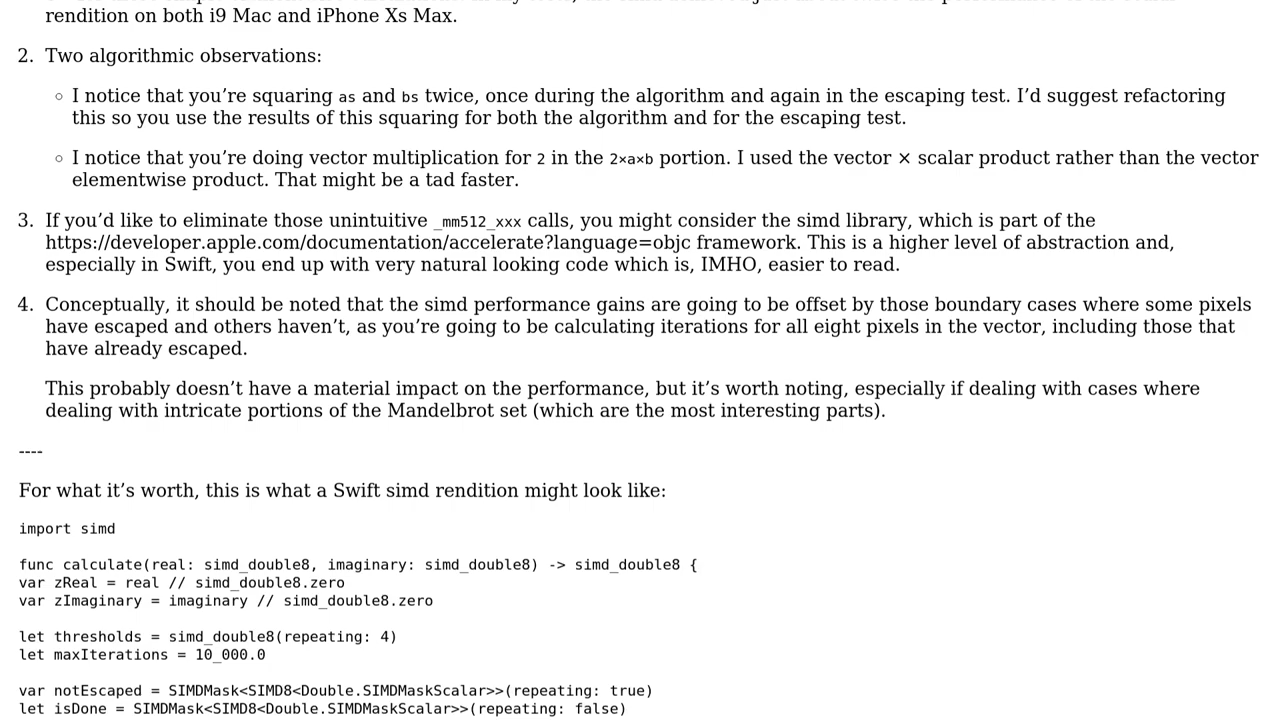 rendition on both i9 Mac and iPhone Xs Max.
2. Two algorithmic observations:
◦ I notice that you’re squaring as and bs twice, once during the algorithm and again in the escaping test. I’d suggest refactoring
this so you use the results of this squaring for both the algorithm and for the escaping test.
◦ I notice that you’re doing vector multiplication for 2 in the 2×a×b portion. I used the vector × scalar product rather than the vector
elementwise product. That might be a tad faster.
3. If you’d like to eliminate those unintuitive _mm512_xxx calls, you might consider the simd library, which is part of the
https://developer.apple.com/documentation/accelerate?language=objc framework. This is a higher level of abstraction and,
especially in Swift, you end up with very natural looking code which is, IMHO, easier to read.
4. Conceptually, it should be noted that the simd performance gains are going to be offset by those boundary cases where some pixels
have escaped and others haven’t, as you’re going to be calculating iterations for all eight pixels in the vector, including those that
have already escaped.
This probably doesn’t have a material impact on the performance, but it’s worth noting, especially if dealing with cases where
dealing with intricate portions of the Mandelbrot set (which are the most interesting parts).
----
For what it’s worth, this is what a Swift simd rendition might look like:
import simd
func calculate(real: simd_double8, imaginary: simd_double8) -> simd_double8 {
var zReal = real // simd_double8.zero
var zImaginary = imaginary // simd_double8.zero
let thresholds = simd_double8(repeating: 4)
let maxIterations = 10_000.0
var notEscaped = SIMDMask<SIMD8<Double.SIMDMaskScalar>>(repeating: true)
let isDone = SIMDMask<SIMD8<Double.SIMDMaskScalar>>(repeating: false)